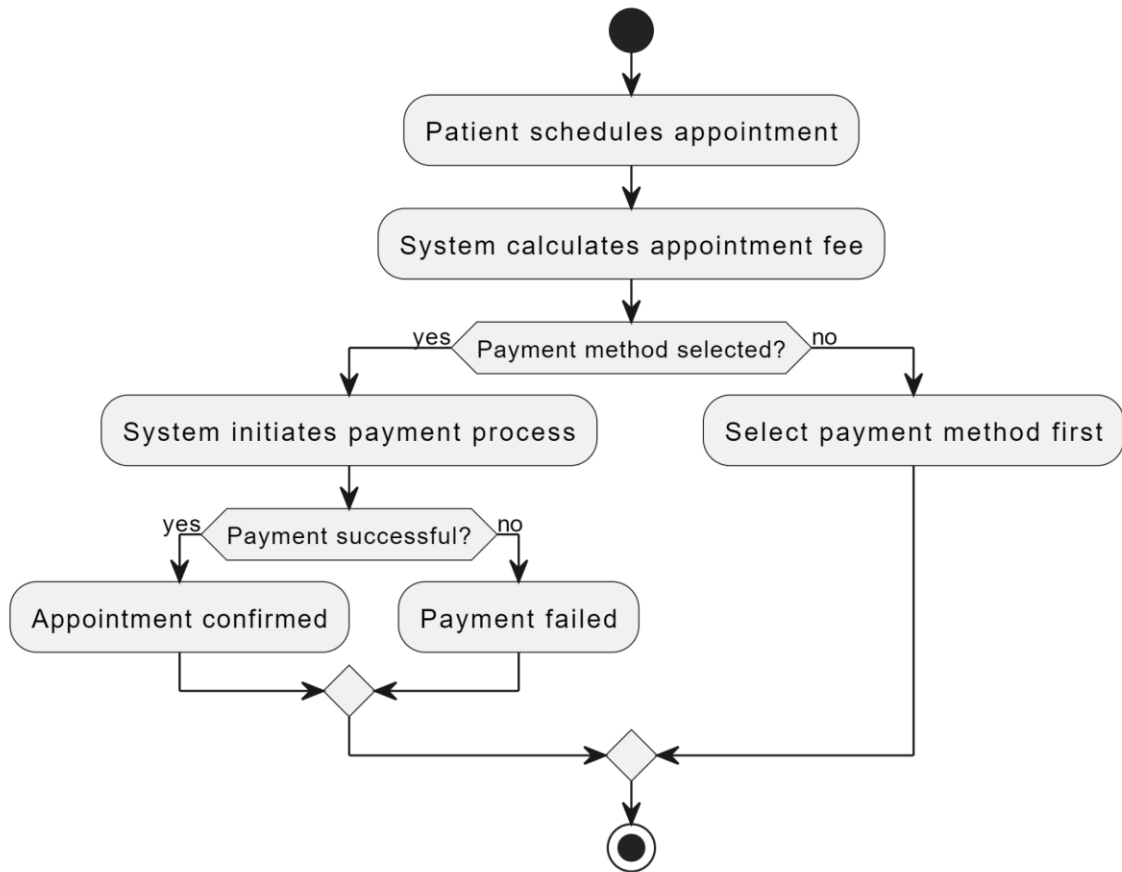 Patient schedules appointment
System calculates appointment fee
yes
Payment method selected?
no
System initiates payment process
Select payment method first
yes
Payment successful?
no
Appointment confirmed
Payment failed